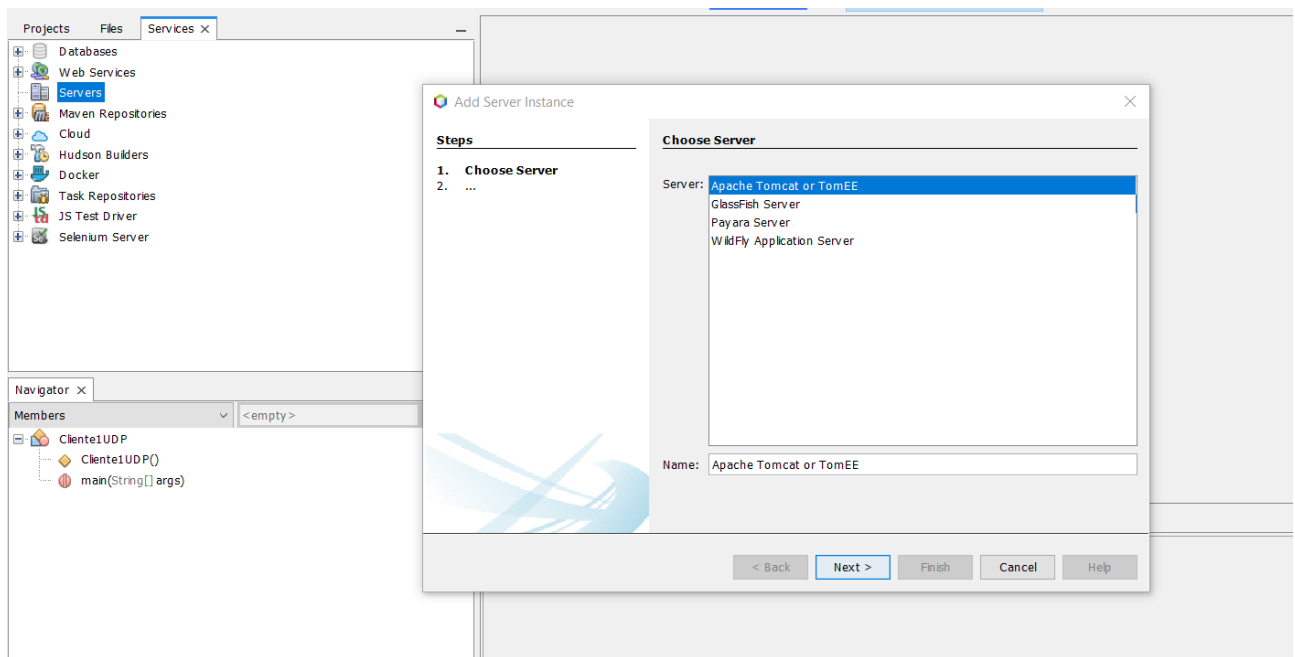 Projects Files Services
Databases
Web Services
Servers
Maven Repositories
Cloud
Hudson Builders
Docker
Task Repositories
JS Test Driver
Selenium Server
Navigator
Members <empty>
Cliente1UDP
Cliente1UDP()
main(String[] args)
Add Server Instance
Steps
1. Choose Server
2. ...
Choose Server
Server: Apache Tomcat or TomEE
GlassFish Server
Payara Server
WildFly Application Server
Name: Apache Tomcat or TomEE
< Back Next > Finish Cancel Help